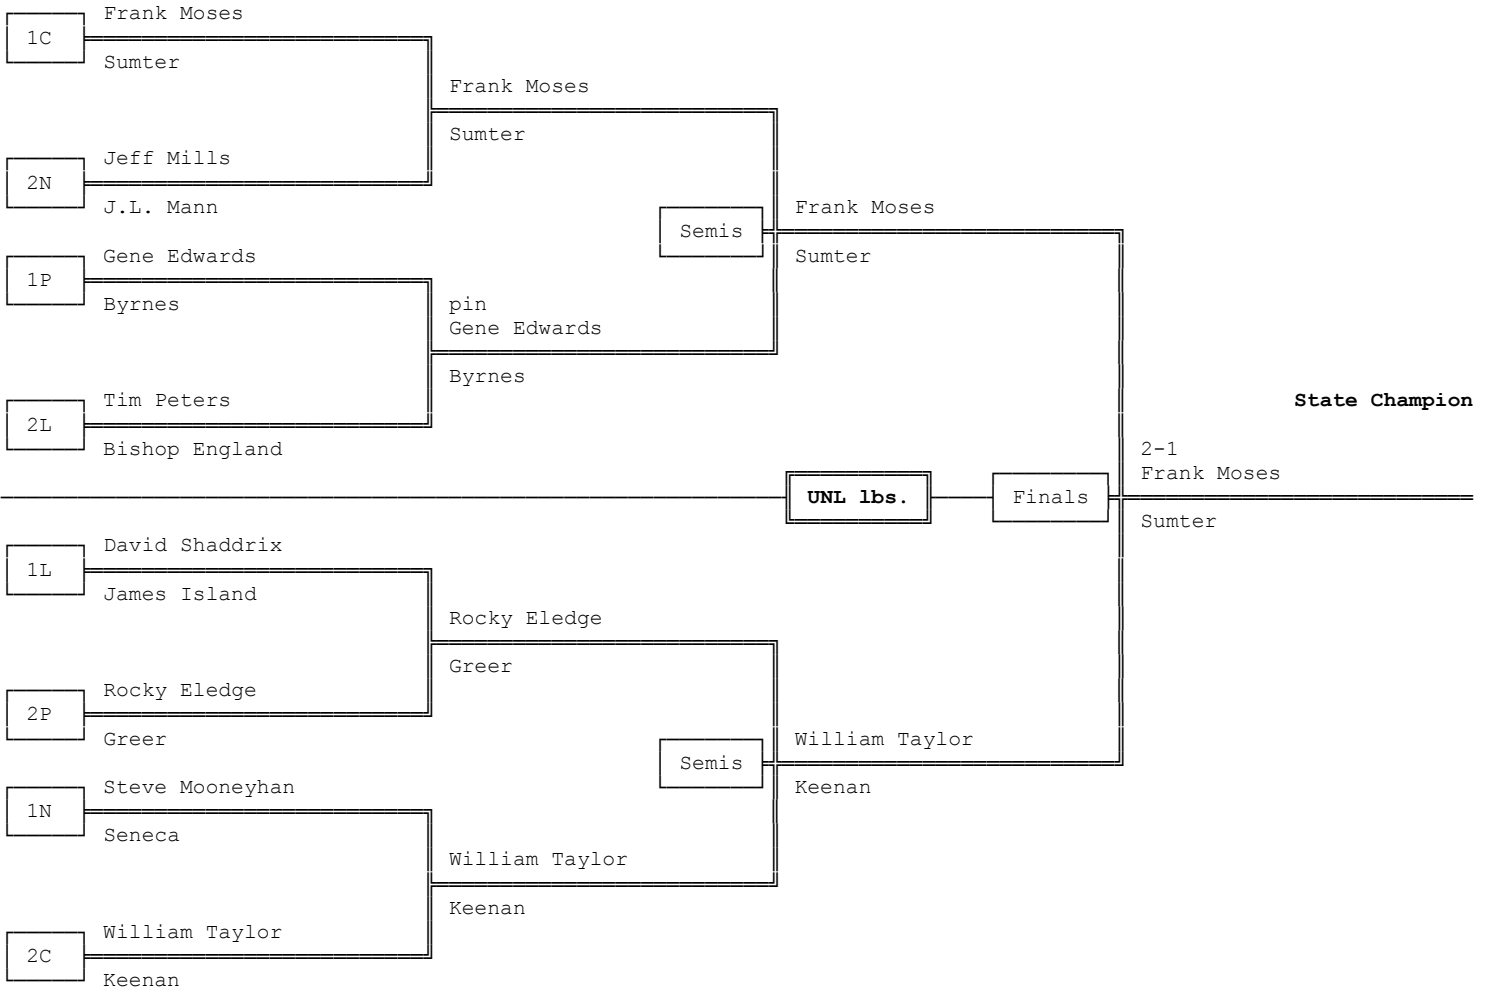 Frank Moses
1C
Sumter
Frank Moses
Sumter
Jeff Mills
2N
J.L. Mann
Frank Moses
Semis
Sumter
Gene Edwards
1P
Byrnes
pin
Gene Edwards
Byrnes
Tim Peters
State Champion
2L
Bishop England
2-1
Frank Moses
UNL lbs.
Finals
Sumter
David Shaddrix
1L
James Island
Rocky Eledge
Greer
Rocky Eledge
2P
Greer
William Taylor
Semis
Keenan
Steve Mooneyhan
1N
Seneca
William Taylor
Keenan
William Taylor
2C
Keenan